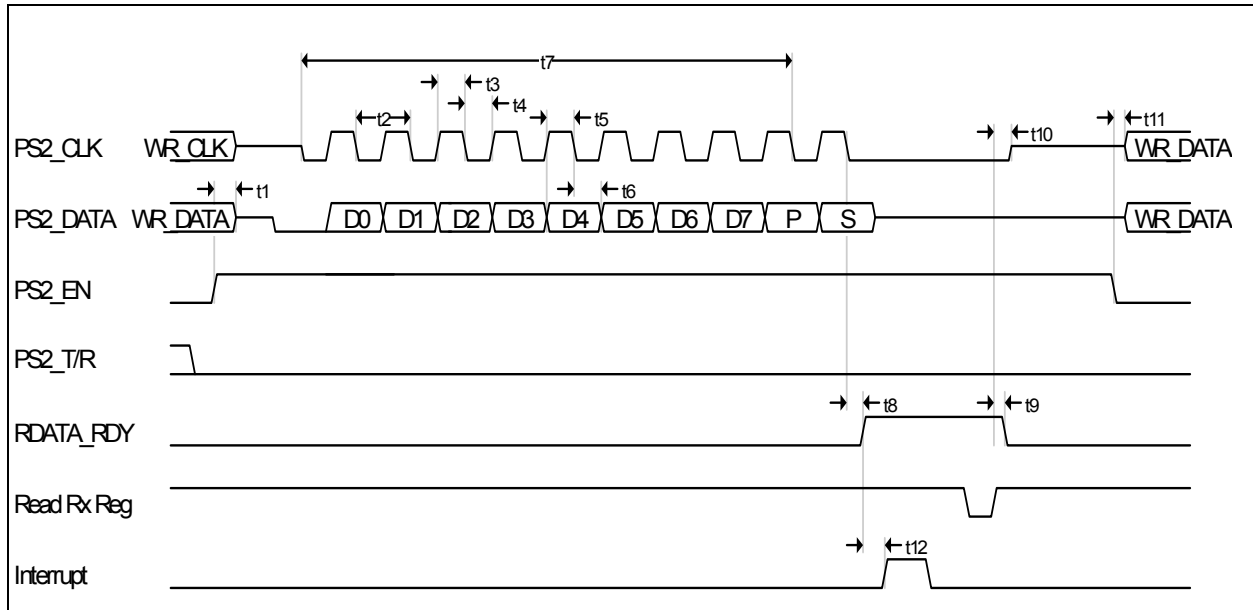 t7
t3
t4
t2
t5
t10
t11
PS2_CLK WR_CLK WR_DATA
t1
t6
PS2_DATA WR_DATA D0 D1 D2 D3 D4 D5 D6 D7 P S WR_DATA
PS2_EN
PS2_T/R
t8
t9
RDATA_RDY
Read Rx Reg
t12
Interrupt